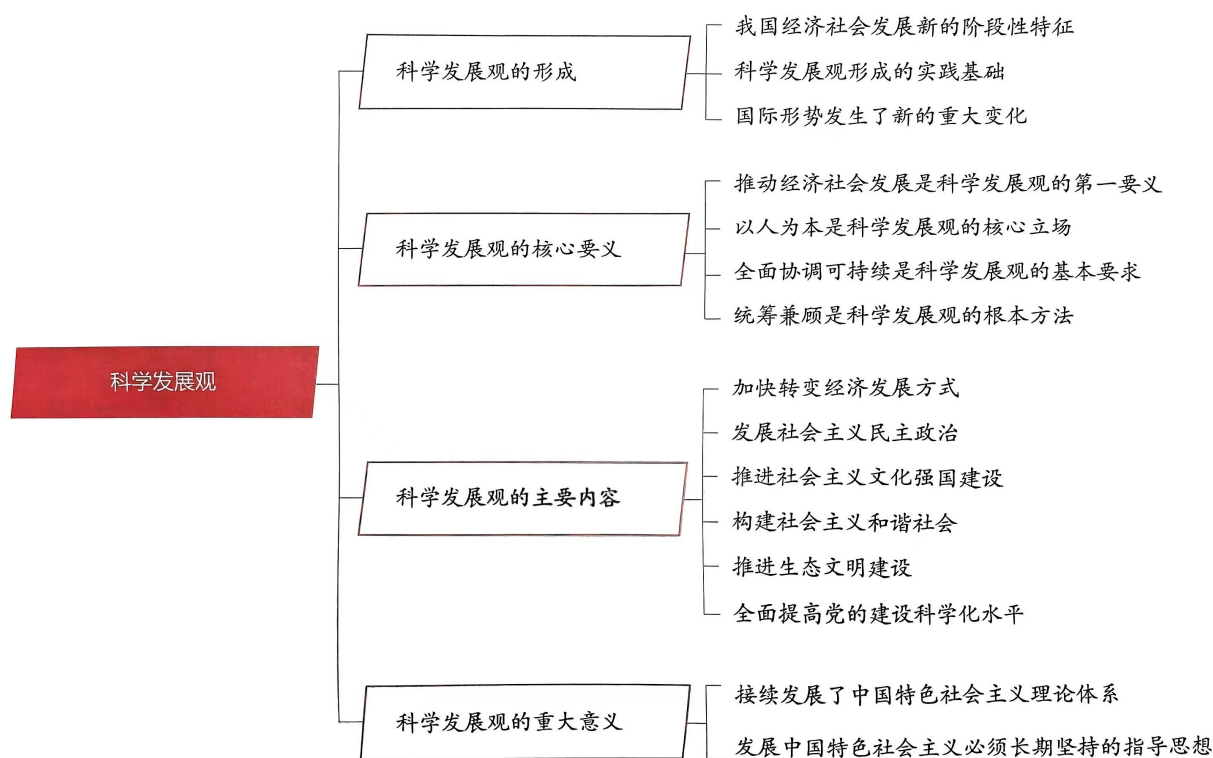 科学发展观
科学发展观的形成
我国经济社会发展新的阶段性特征
科学发展观形成的实践基础
国际形势发生了新的重大变化
科学发展观的核心要义
推动经济社会发展是科学发展观的第一要义
以人为本是科学发展观的核心立场
全面协调可持续是科学发展观的基本要求
统筹兼顾是科学发展观的根本方法
科学发展观的主要内容
加快转变经济发展方式
发展社会主义民主政治
推进社会主义文化强国建设
构建社会主义和谐社会
推进生态文明建设
全面提高党的建设科学化水平
科学发展观的重大意义
接续发展了中国特色社会主义理论体系
发展中国特色社会主义必须长期坚持的指导思想